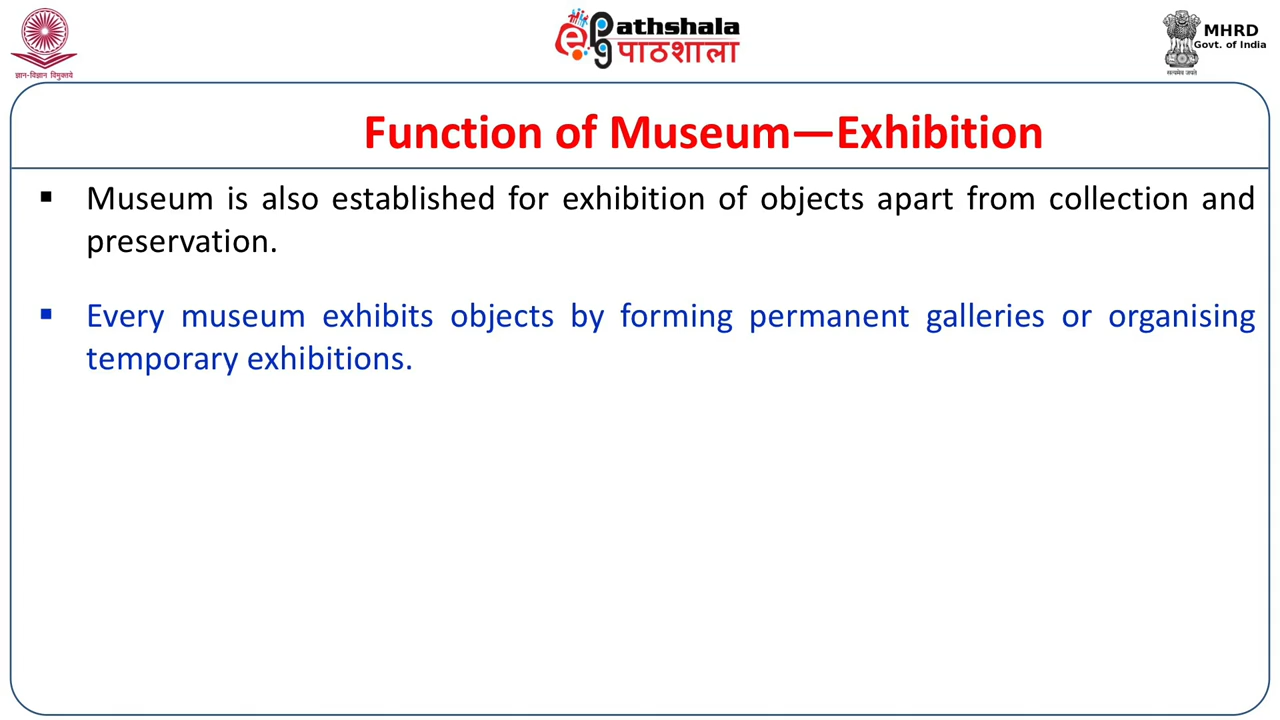 ज्ञान-विज्ञान विमुक्तये
ePG Pathshala
पाठशाला
MHRD
Govt. of India
सत्यमेव जयते
Function of Museum—Exhibition
▪ Museum is also established for exhibition of objects apart from collection and
preservation.
▪ Every museum exhibits objects by forming permanent galleries or organising
temporary exhibitions.